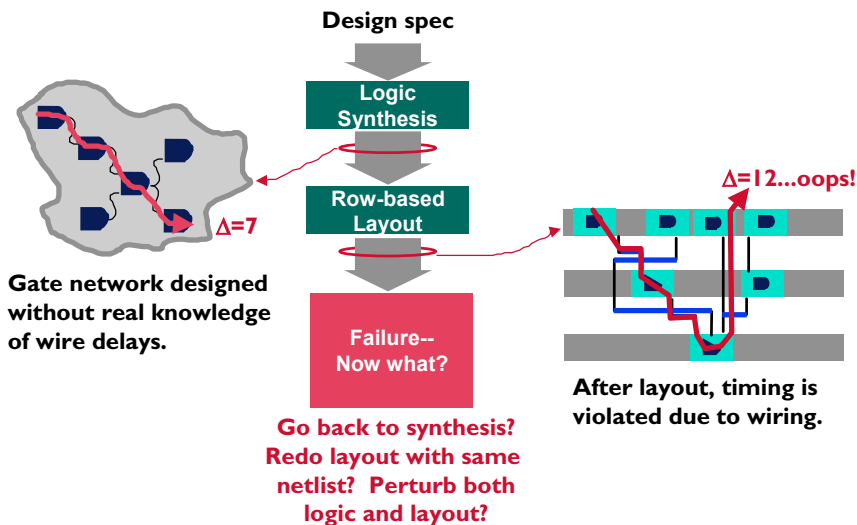 Design spec
Logic
Synthesis
Δ=7
Row-based
Layout
Δ=12...oops!
Gate network designed
without real knowledge
of wire delays.
Failure--
Now what?
After layout, timing is
violated due to wiring.
Go back to synthesis?
Redo layout with same
netlist?  Perturb both
logic and layout?